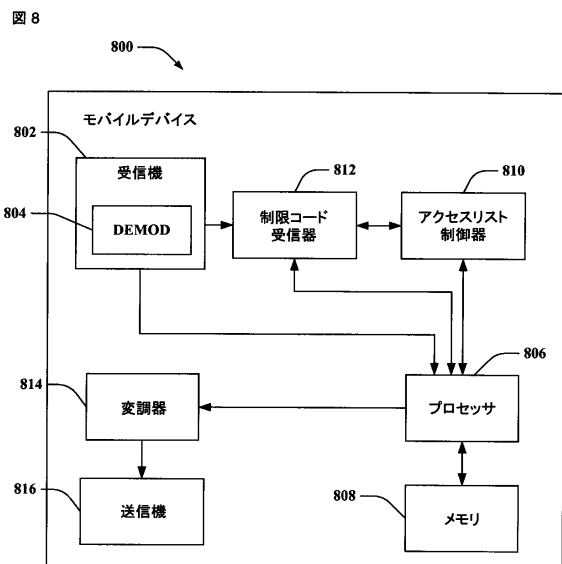 図８
800
モバイルデバイス
802
受信機
804
DEMOD
812
制限コード
受信器
810
アクセスリスト
制御器
806
プロセッサ
814
変調器
816
送信機
808
メモリ